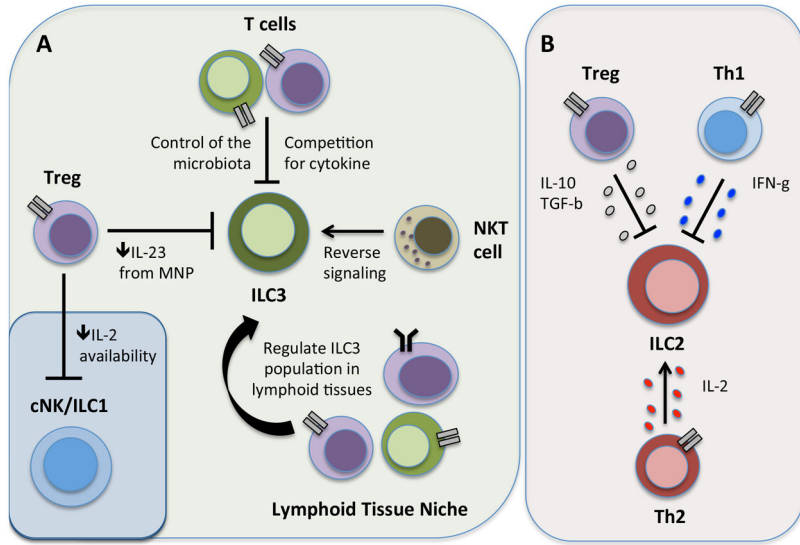 A
T cells
Control of the
microbiota
Competition
for cytokine
Treg
🡇IL-23
from MNP
ILC3
Reverse
signaling
NKT
cell
🡇IL-2
availability
cNK/ILC1
Regulate ILC3
population in
lymphoid tissues
Lymphoid Tissue Niche
B
Treg
Th1
IL-10
TGF-b
IFN-g
ILC2
IL-2
Th2